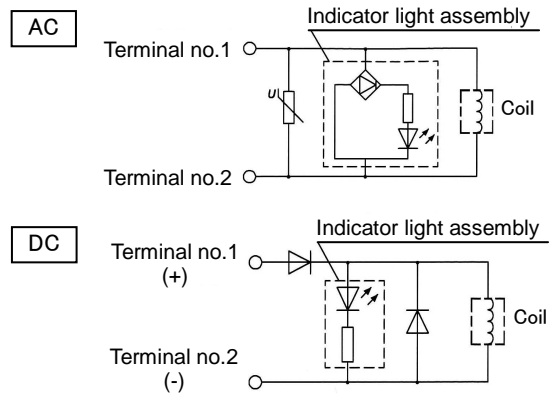 AC
Indicator light assembly
Terminal no.1
U
Coil
Terminal no.2
DC
Indicator light assembly
Terminal no.1
(+)
Coil
Terminal no.2
(-)